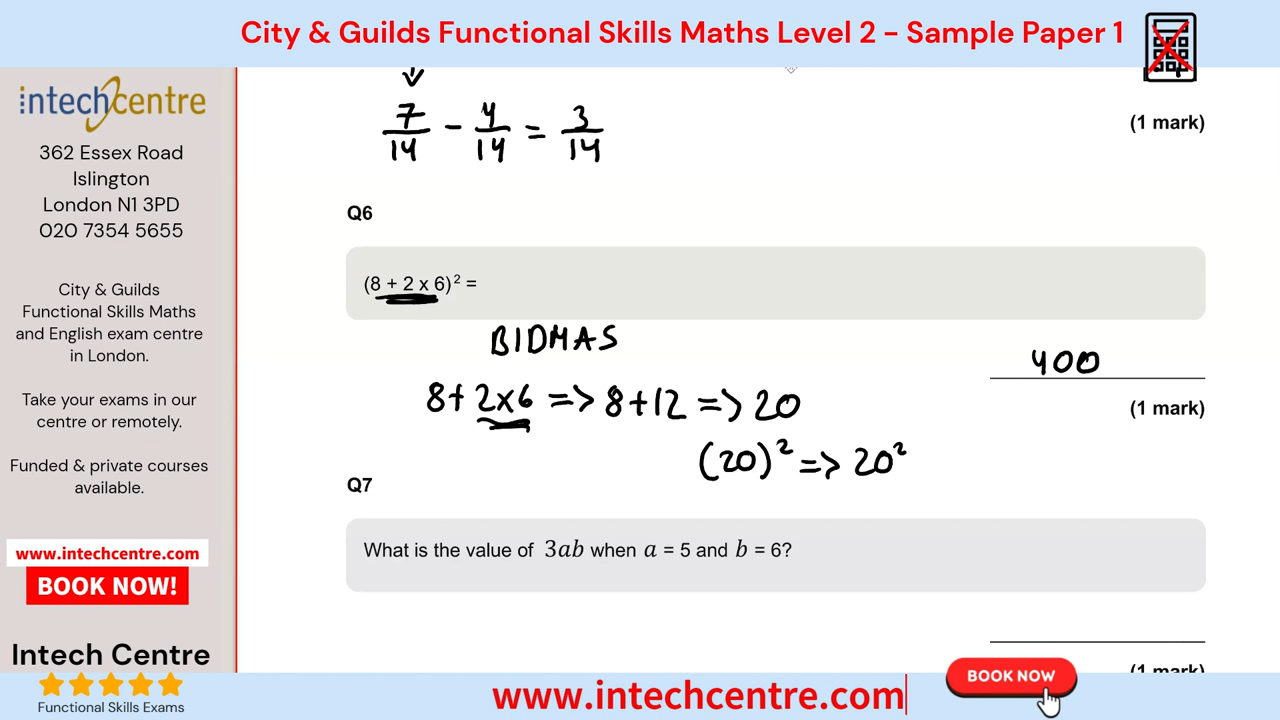 City & Guilds Functional Skills Maths Level 2 - Sample Paper 1
intechcentre
362 Essex Road
Islington
London N1 3PD
020 7354 5655
City & Guilds
Functional Skills Maths
and English exam centre
in London.
Take your exams in our
centre or remotely.
Funded & private courses
available.
www.intechcentre.com
BOOK NOW!
Intech Centre
Functional Skills Exams
7/14 - 4/14 = 3/14
(1 mark)
Q6
(8 + 2 x 6)² =
BIDMAS
400
8+ 2x6 => 8+12 => 20
(1 mark)
(20)² => 20²
Q7
What is the value of 3ab when a = 5 and b = 6?
(1 mark)
BOOK NOW
www.intechcentre.com